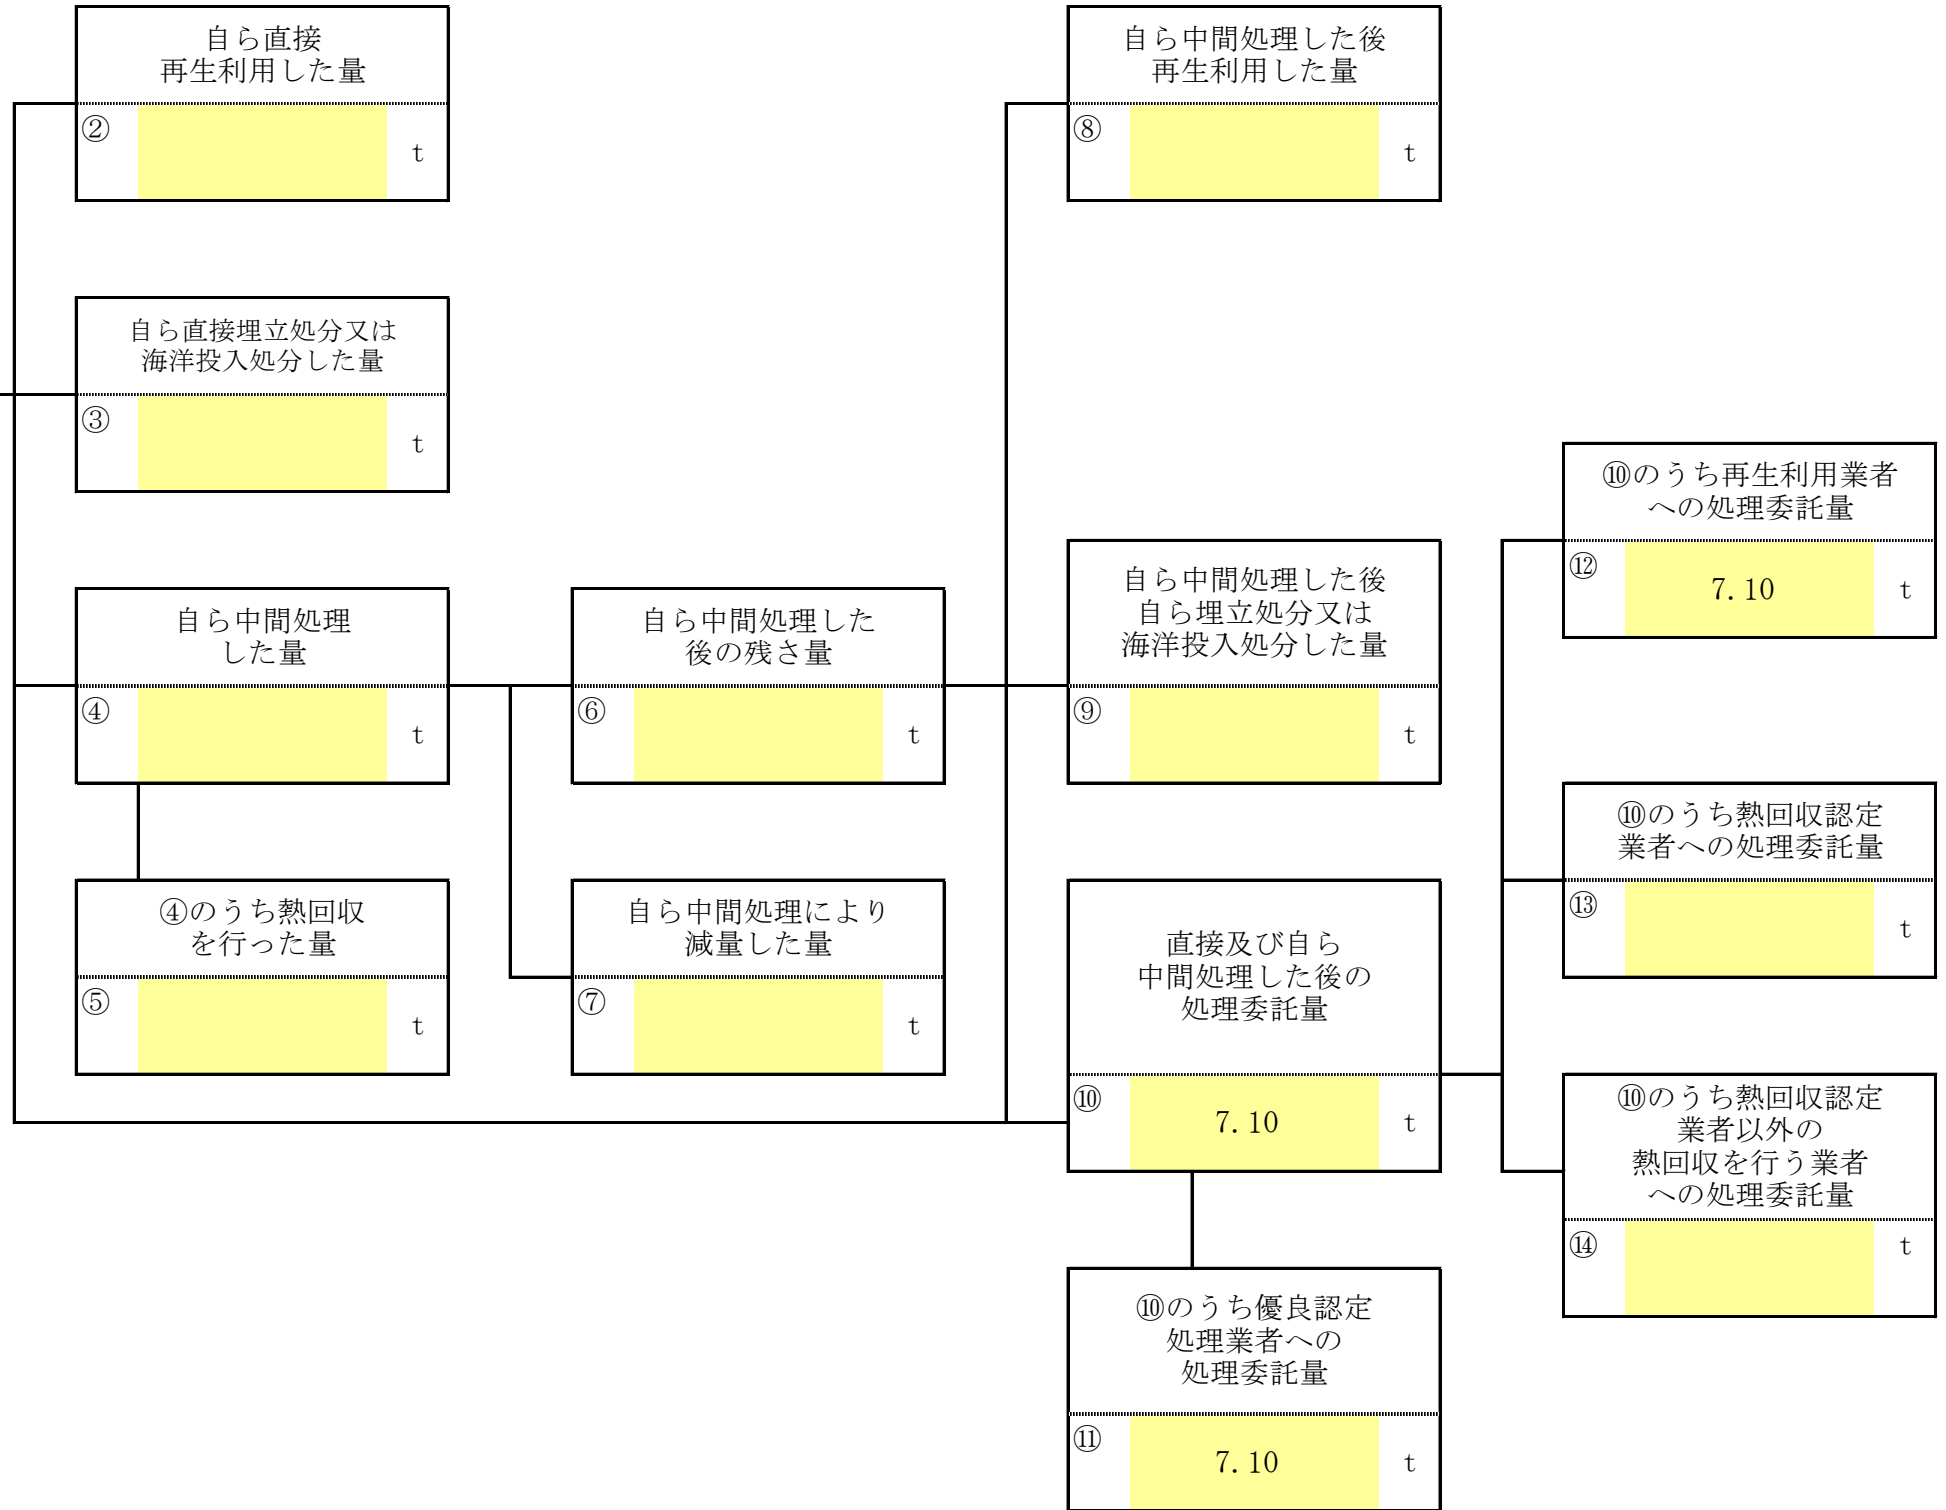 自ら直接
再生利用した量
②
t
自ら中間処理した後
再生利用した量
⑧
t
自ら直接埋立処分又は
海洋投入処分した量
③
t
⑩のうち再生利用業者
への処理委託量
⑫
7.10
t
自ら中間処理
した量
④
t
自ら中間処理した
後の残さ量
⑥
t
自ら中間処理した後
自ら埋立処分又は
海洋投入処分した量
⑨
t
⑩のうち熱回収認定
業者への処理委託量
⑬
t
④のうち熱回収
を行った量
⑤
t
自ら中間処理により
減量した量
⑦
t
直接及び自ら
中間処理した後の
処理委託量
⑩
7.10
t
⑩のうち熱回収認定
業者以外の
熱回収を行う業者
への処理委託量
⑭
t
⑩のうち優良認定
処理業者への
処理委託量
⑪
7.10
t